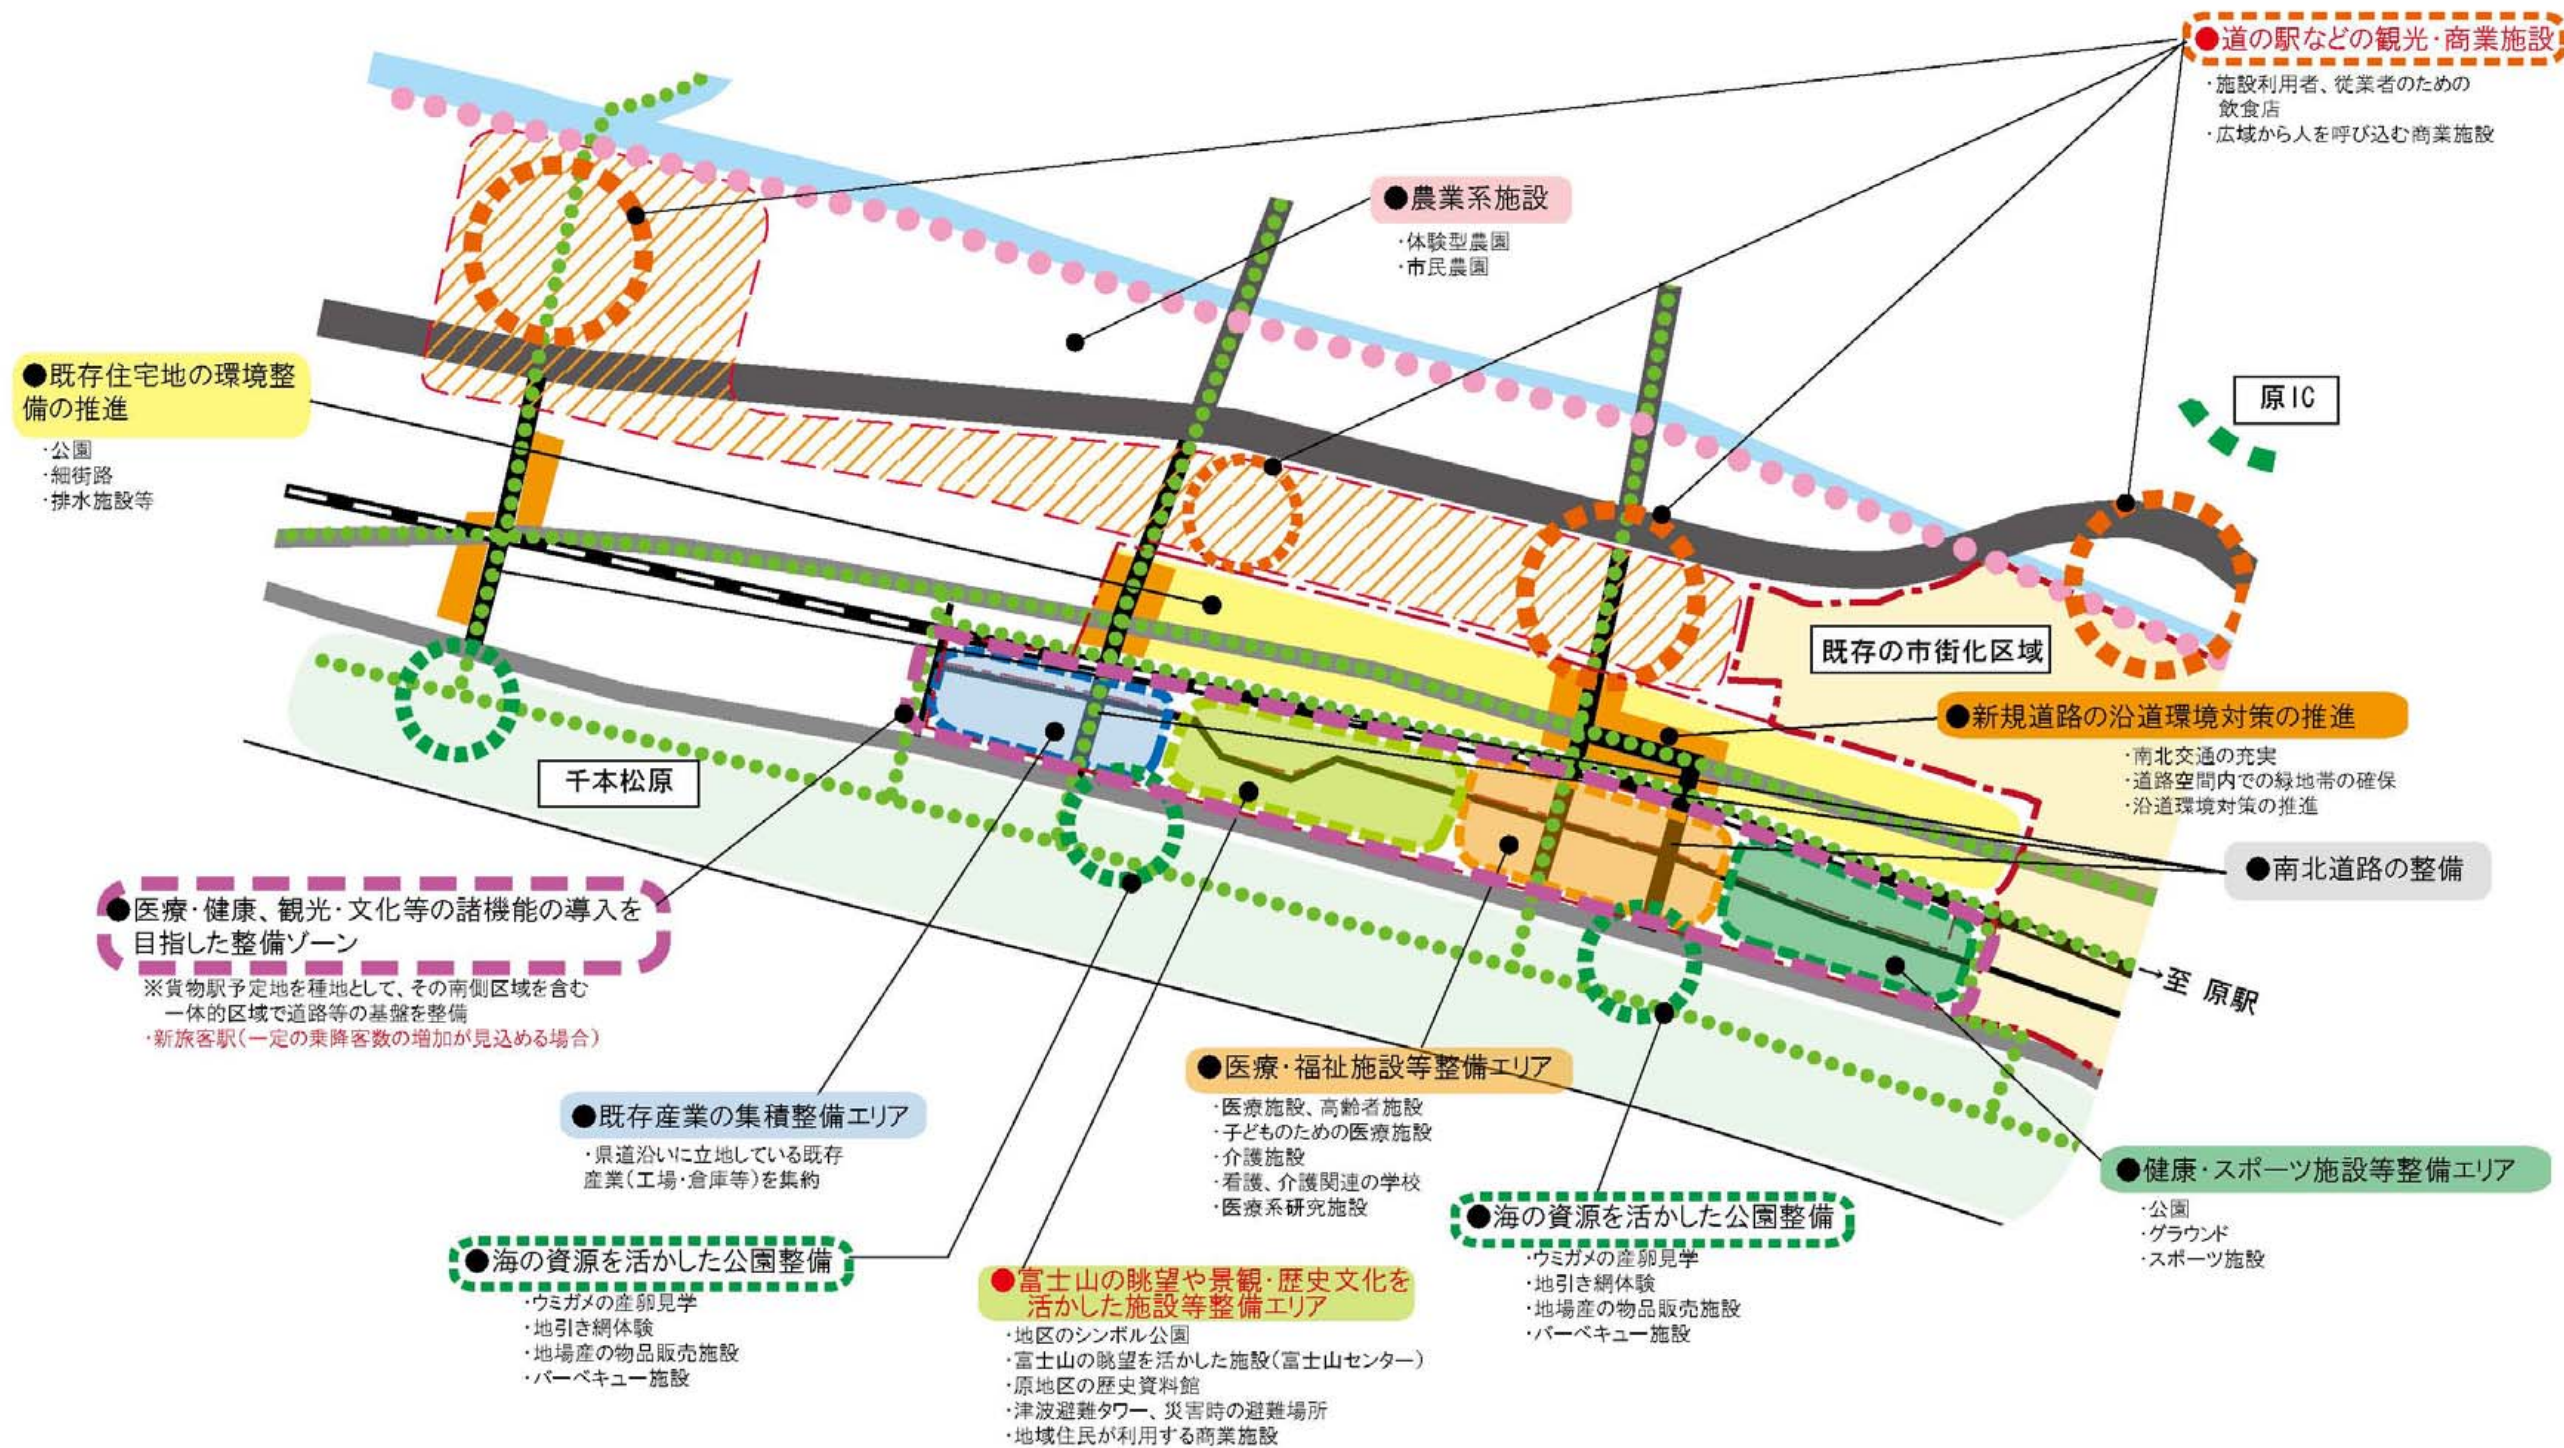 ●道の駅などの観光・商業施設
・施設利用者、従業者のための
飲食店
・広域から人を呼び込む商業施設
●農業系施設
・体験型農園
・市民農園
●既存住宅地の環境整
備の推進
・公園
・細街路
・排水施設等
原IC
既存の市街化区域
●新規道路の沿道環境対策の推進
・南北交通の充実
・道路空間内での緑地帯の確保
・沿道環境対策の推進
千本松原
●南北道路の整備
●医療・健康、観光・文化等の諸機能の導入を
目指した整備ゾーン
※貨物駅予定地を種地として、その南側区域を含む
一体的区域で道路等の基盤を整備
・新旅客駅(一定の乗降客数の増加が見込める場合)
→至 原駅
●医療・福祉施設等整備エリア
・医療施設、高齢者施設
・子どものための医療施設
・介護施設
・看護、介護関連の学校
・医療系研究施設
●既存産業の集積整備エリア
・県道沿いに立地している既存
産業(工場・倉庫等)を集約
●健康・スポーツ施設等整備エリア
・公園
・グラウンド
・スポーツ施設
●海の資源を活かした公園整備
・ウミガメの産卵見学
・地引き網体験
・地場産の物品販売施設
・バーベキュー施設
●海の資源を活かした公園整備
・ウミガメの産卵見学
・地引き網体験
・地場産の物品販売施設
・バーベキュー施設
●富士山の眺望や景観・歴史文化を
活かした施設等整備エリア
・地区のシンボル公園
・富士山の眺望を活かした施設(富士山センター)
・原地区の歴史資料館
・津波避難タワー、災害時の避難場所
・地域住民が利用する商業施設